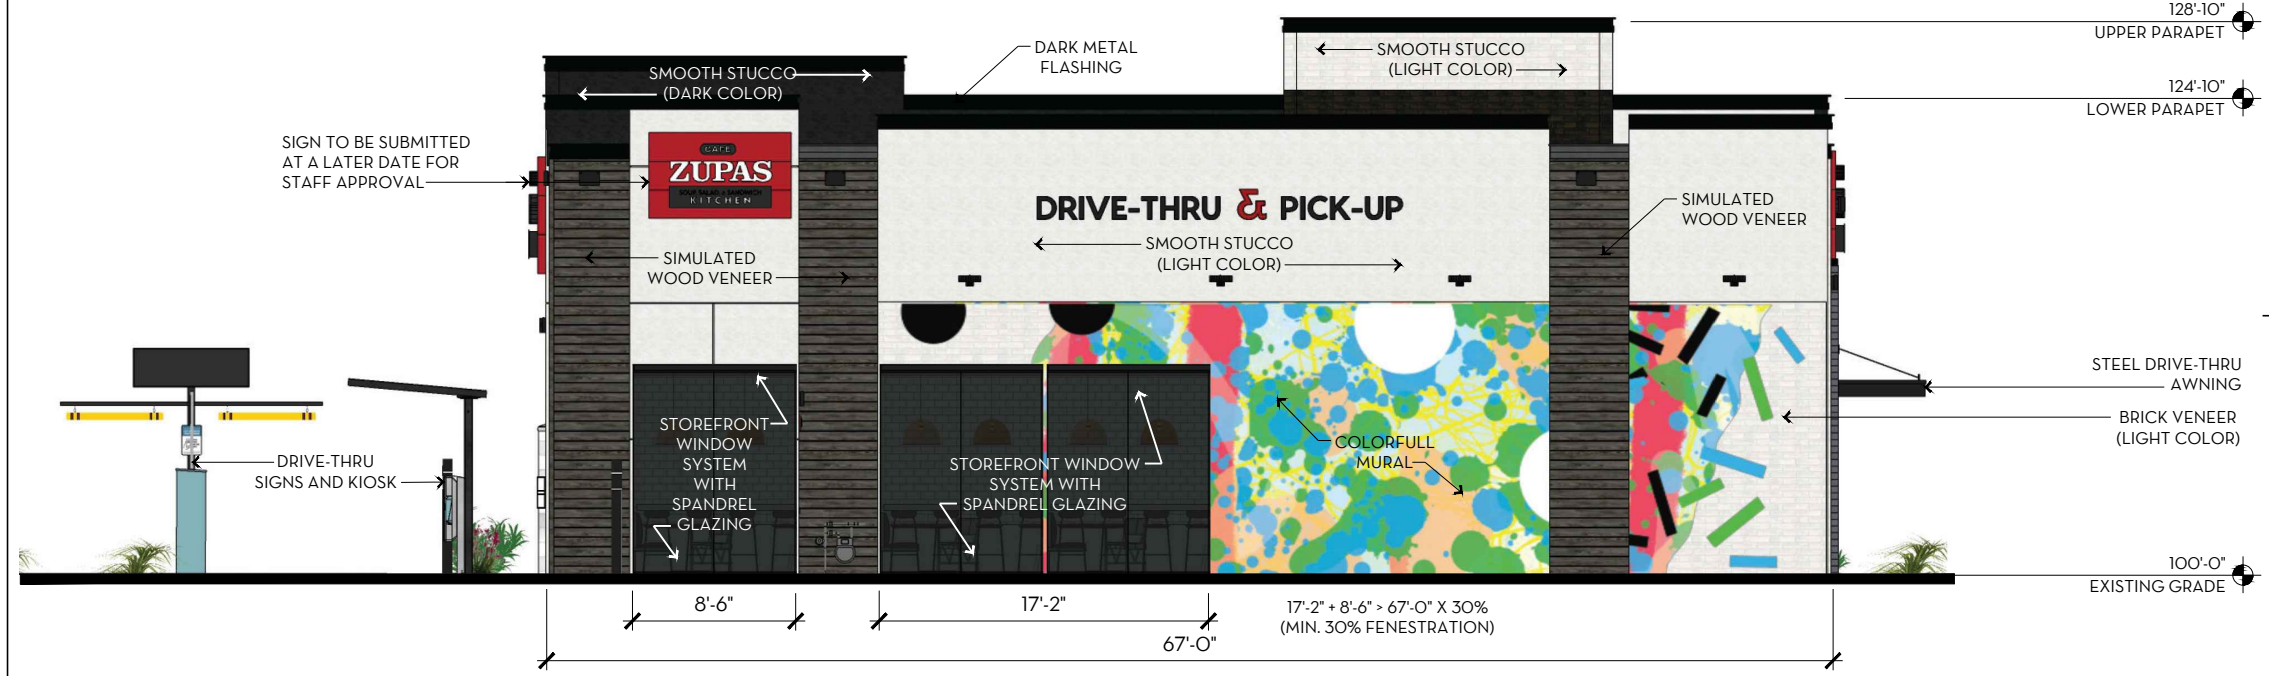 128'-10"
UPPER PARAPET
DARK METAL
FLASHING
SMOOTH STUCCO
(LIGHT COLOR)
SMOOTH STUCCO
(DARK COLOR)
124'-10"
LOWER PARAPET
SIGN TO BE SUBMITTED
AT A LATER DATE FOR
STAFF APPROVAL
CAFE
ZUPAS
SOUP, SALAD & SANDWICH
KITCHEN
DRIVE-THRU & PICK-UP
SIMULATED
WOOD VENEER
SMOOTH STUCCO
(LIGHT COLOR)
SIMULATED
WOOD VENEER
STEEL DRIVE-THRU
AWNING
BRICK VENEER
(LIGHT COLOR)
STOREFRONT
WINDOW
SYSTEM
WITH
SPANDREL
GLAZING
STOREFRONT WINDOW
SYSTEM WITH
SPANDREL GLAZING
COLORFULL
MURAL
DRIVE-THRU
SIGNS AND KIOSK
100'-0"
EXISTING GRADE
8'-6"
17'-2"
17'-2" + 8'-6" > 67'-0" X 30%
(MIN. 30% FENESTRATION)
67'-0"